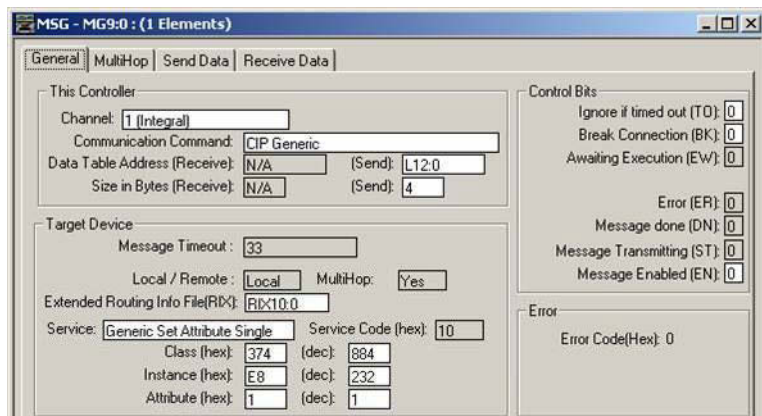 MSG - MG9:0 : (1 Elements)
General MultiHop Send Data Receive Data
This Controller
Channel: 1 (Integral)
Communication Command: CIP Generic
Data Table Address (Receive): N/A (Send): L12:0
Size in Bytes (Receive): N/A (Send): 4
Target Device
Message Timeout : 33
Local / Remote : Local MultiHop: Yes
Extended Routing Info File(RIX): RIX10:0
Service: Generic Set Attribute Single Service Code (hex): 10
Class (hex): 374 (dec): 884
Instance (hex): E8 (dec): 232
Attribute (hex): 1 (dec): 1
Control Bits
Ignore if timed out (TO): 0
Break Connection (BK): 0
Awaiting Execution (EW): 0
Error (ER): 0
Message done (DN): 0
Message Transmitting (ST): 0
Message Enabled (EN): 0
Error
Error Code(Hex): 0